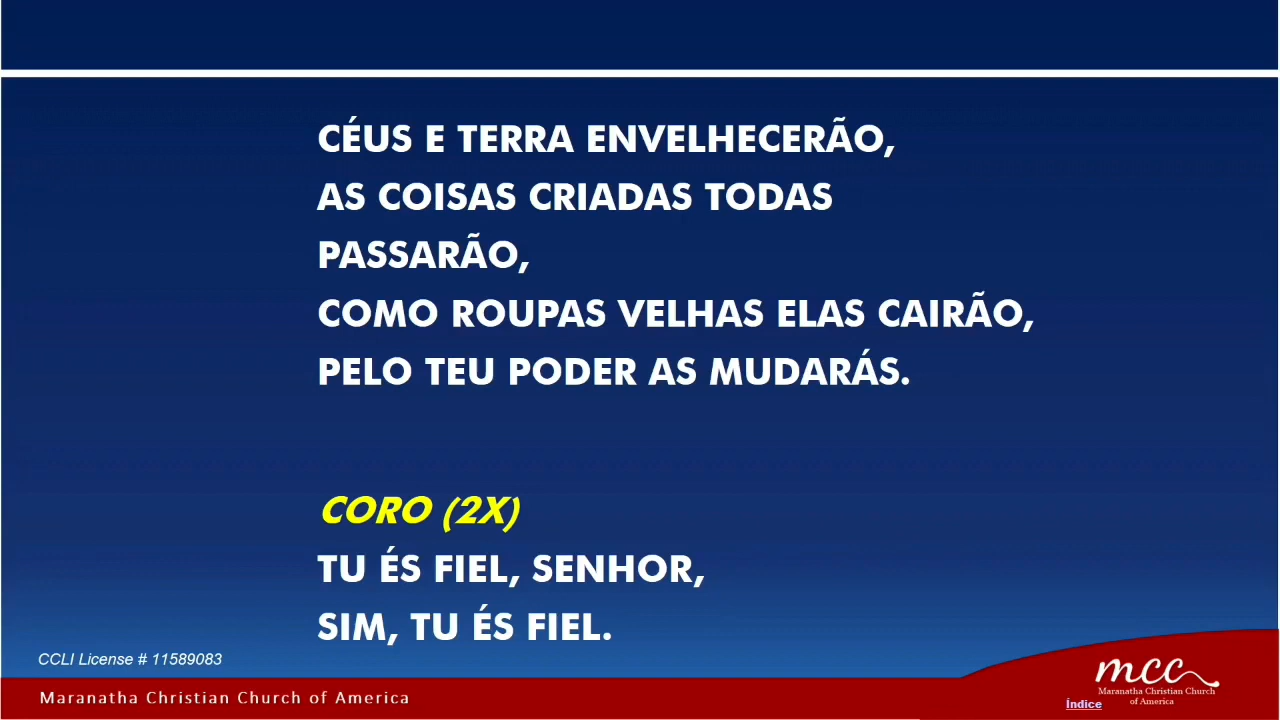 CÉUS E TERRA ENVELHECERÃO,
AS COISAS CRIADAS TODAS
PASSARÃO,
COMO ROUPAS VELHAS ELAS CAIRÃO,
PELO TEU PODER AS MUDARÁS.
CORO (2X)
TU ÉS FIEL, SENHOR,
SIM, TU ÉS FIEL.
CCLI License # 11589083
Maranatha Christian Church of America
mcc
Maranatha Christian Church
of America
Índice